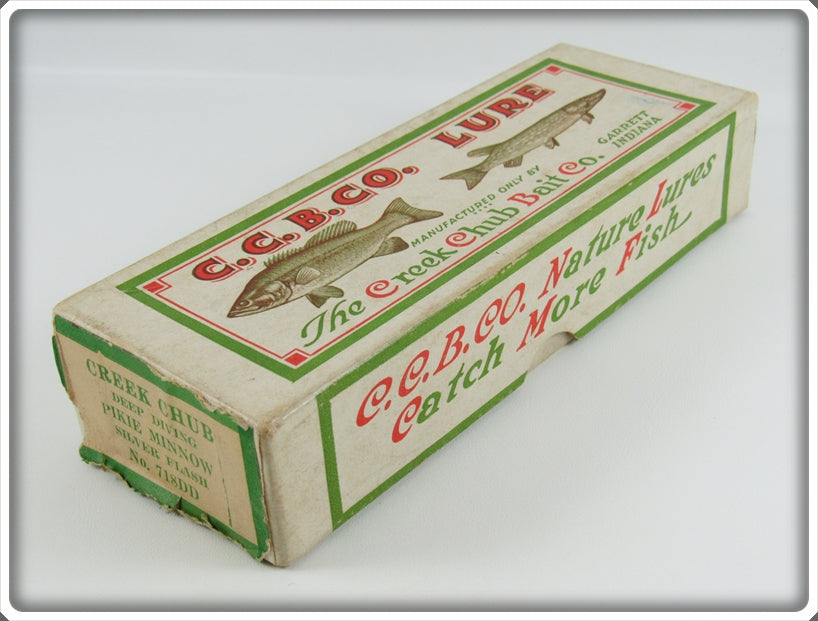 C.C.B.CO. LURE
MANUFACTURED ONLY BY
The Creek Chub Bait Co.
GARRETT
INDIANA
C.C.B.CO. Nature Lures
Catch More Fish
CREEK CHUB
DEEP DIVING
PIKIE MINNOW
SILVER FLASH
No. 718DD